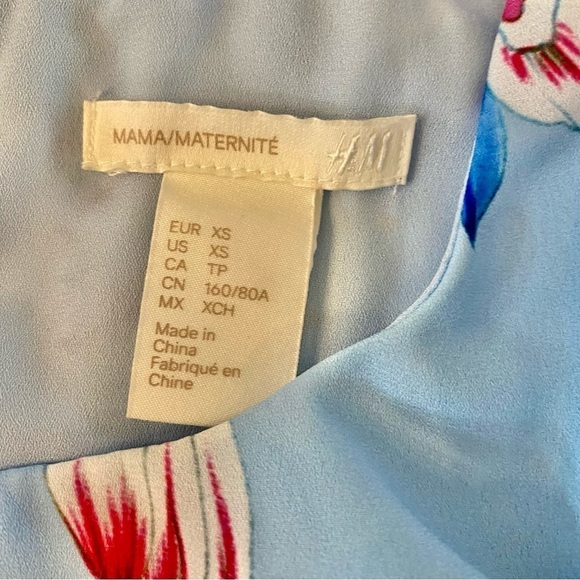 MAMA/MATERNITÉ H&M
EUR XS
US XS
CA TP
CN 160/80A
MX XCH
Made in
China
Fabriqué en
Chine